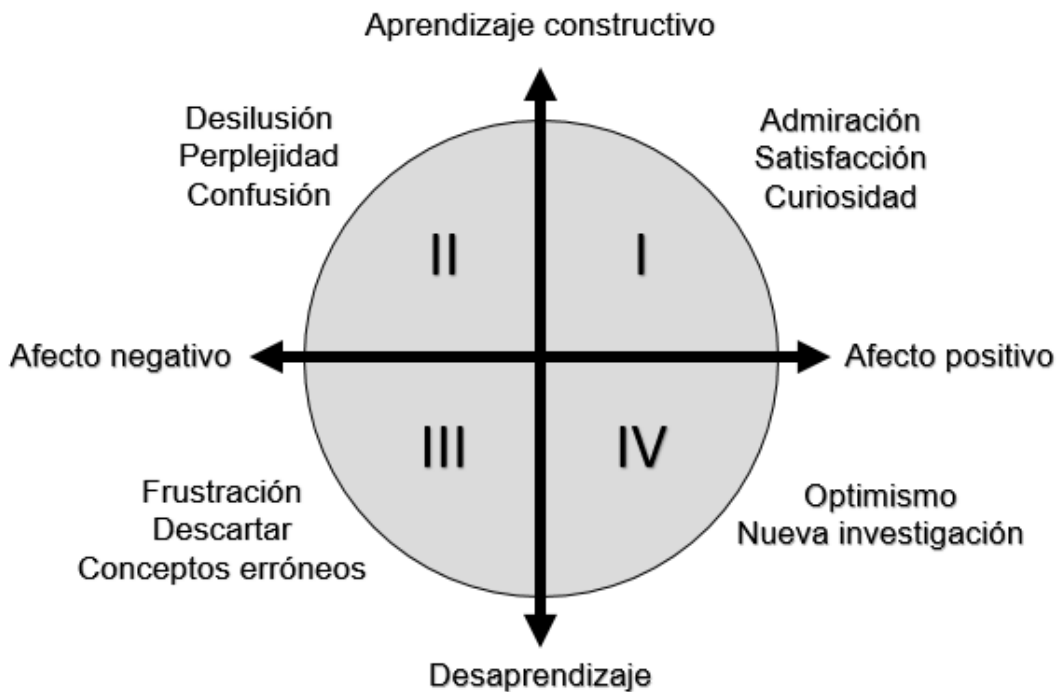 Aprendizaje constructivo
Desilusión
Perplejidad
Confusión
Admiración
Satisfacción
Curiosidad
II
I
Afecto negativo
Afecto positivo
III
IV
Frustración
Descartar
Conceptos erróneos
Optimismo
Nueva investigación
Desaprendizaje